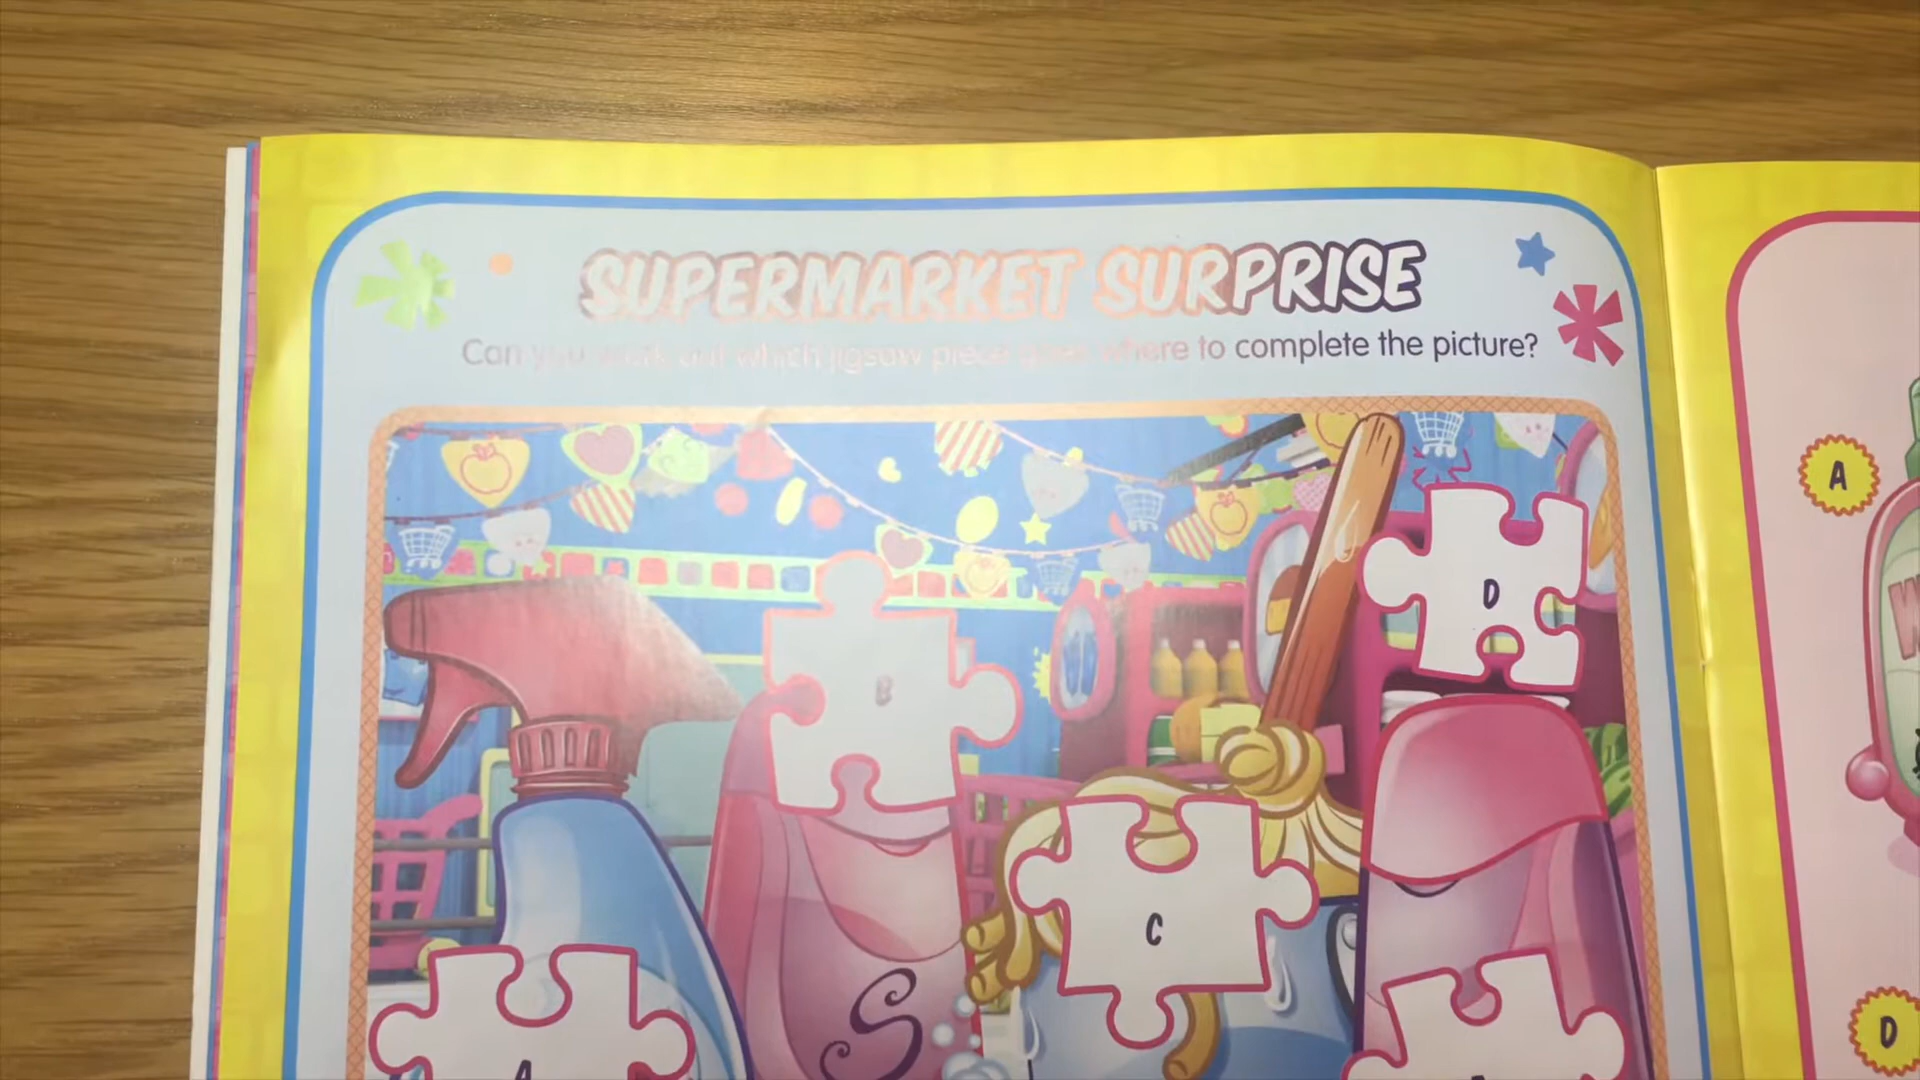 SUPERMARKET SURPRISE
Can you work out which jigsaw piece goes where to complete the picture?
A
B
D
C
S
A
D